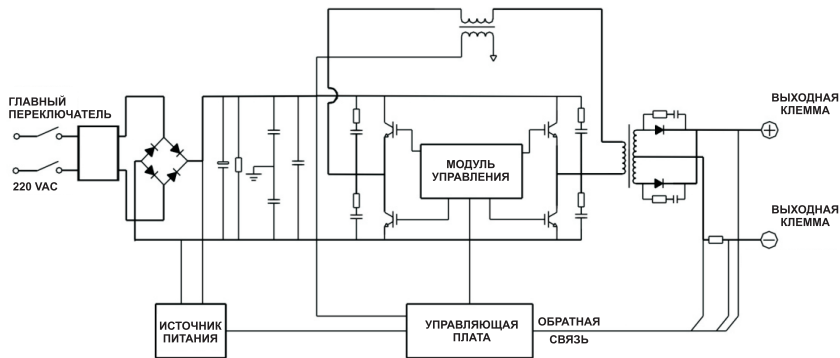 ГЛАВНЫЙ
ПЕРЕКЛЮЧАТЕЛЬ
220 VAC
МОДУЛЬ
УПРАВЛЕНИЯ
ВЫХОДНАЯ
КЛЕММА
+
ВЫХОДНАЯ
КЛЕММА
−
ИСТОЧНИК
ПИТАНИЯ
УПРАВЛЯЮЩАЯ
ПЛАТА
ОБРАТНАЯ
СВЯЗЬ